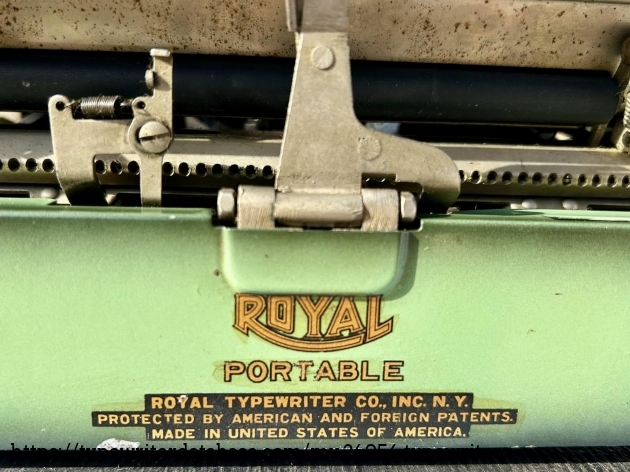 ROYAL
PORTABLE
ROYAL TYPEWRITER CO., INC. N.Y.
PROTECTED BY AMERICAN AND FOREIGN PATENTS.
MADE IN UNITED STATES OF AMERICA.